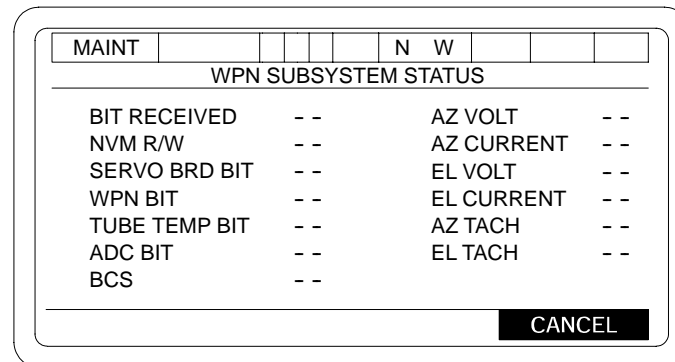 MAINT N W
WPN SUBSYSTEM STATUS
BIT RECEIVED - - AZ VOLT - -
NVM R/W - - AZ CURRENT - -
SERVO BRD BIT - - EL VOLT - -
WPN BIT - - EL CURRENT - -
TUBE TEMP BIT - - AZ TACH - -
ADC BIT - - EL TACH - -
BCS - -
CANCEL